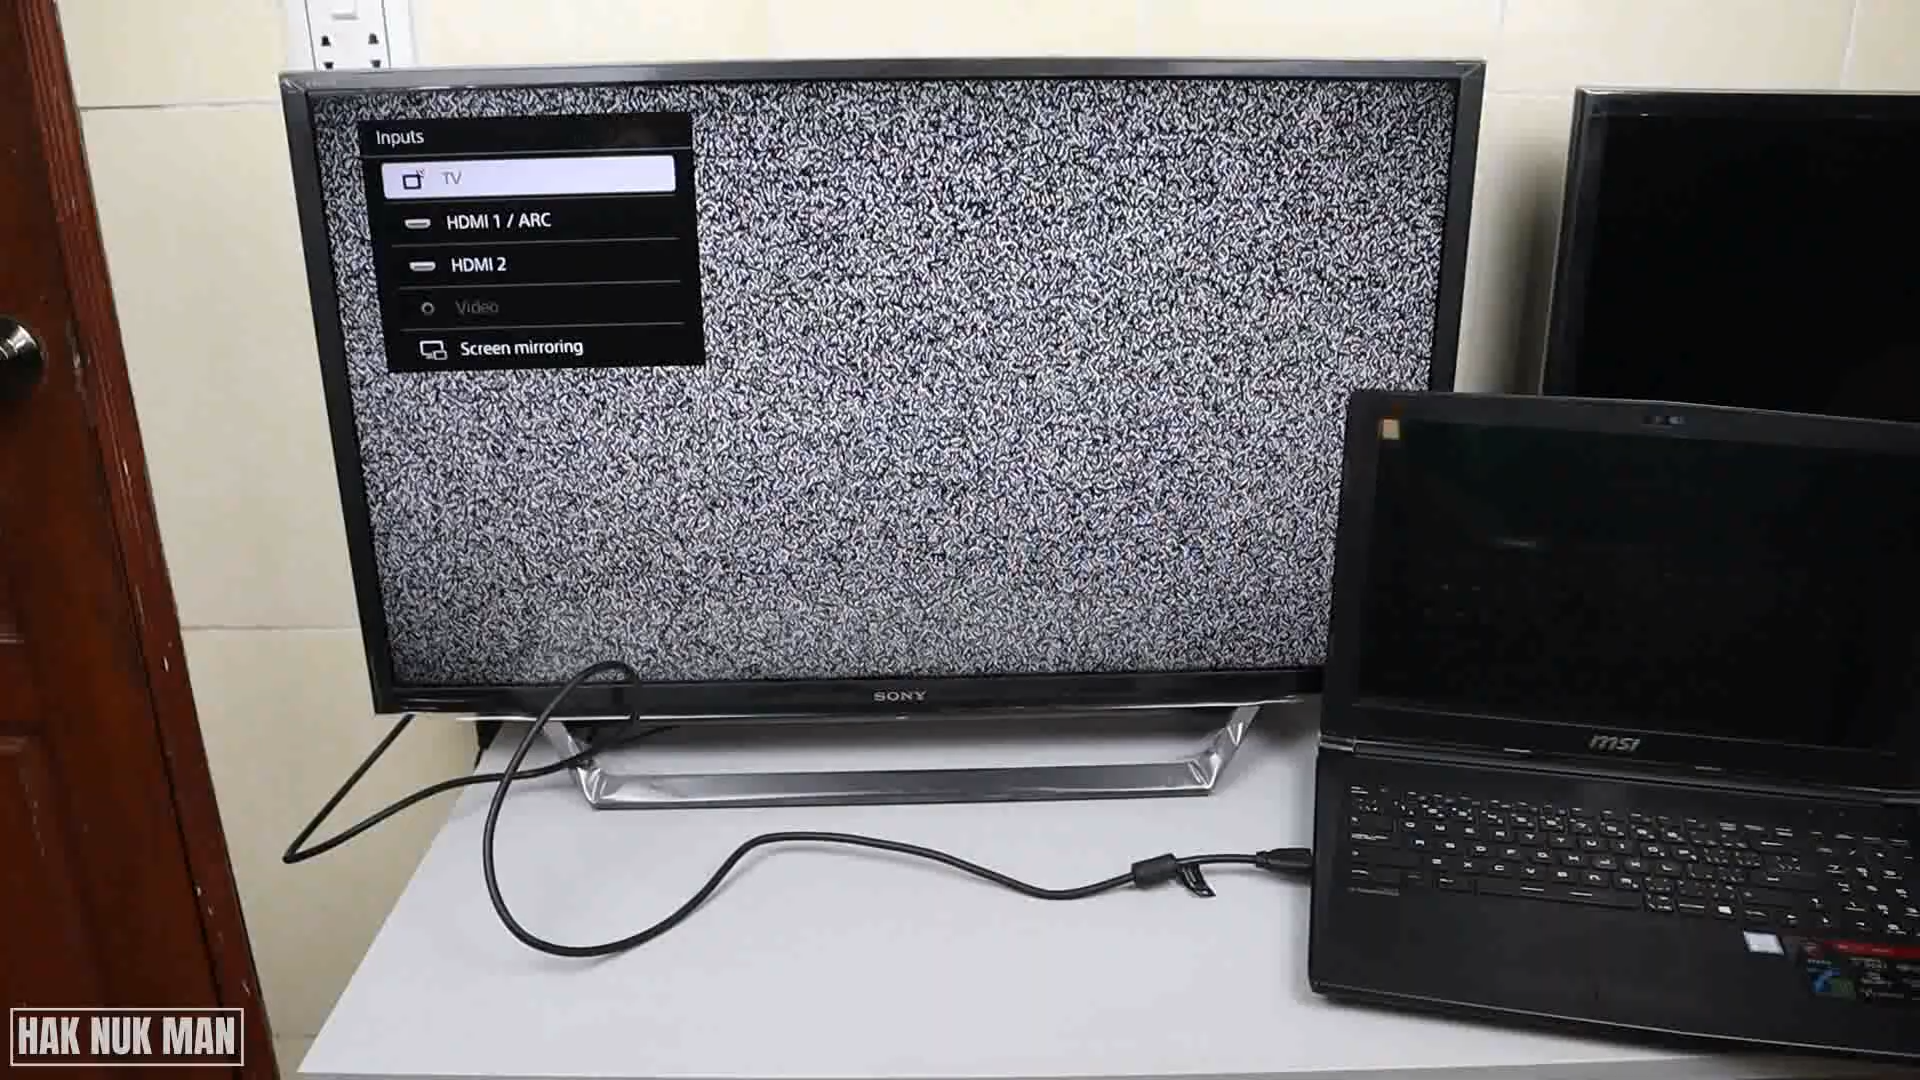 Inputs
TV
HDMI 1 / ARC
HDMI 2
Video
Screen mirroring
SONY
msi
HAK NUK MAN